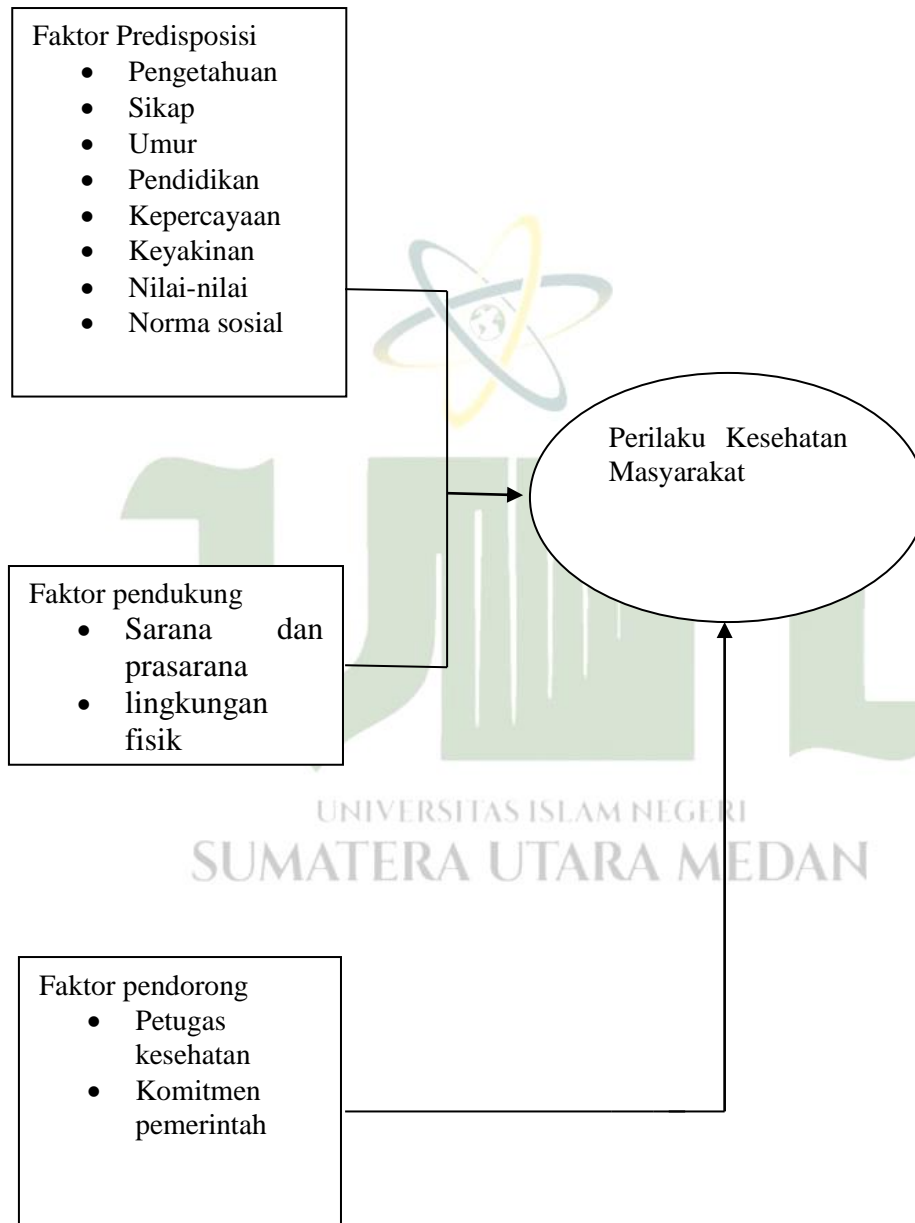 Faktor Predisposisi
• Pengetahuan
• Sikap
• Umur
• Pendidikan
• Kepercayaan
• Keyakinan
• Nilai-nilai
• Norma sosial
Perilaku Kesehatan
Masyarakat
Faktor pendukung
• Sarana dan
prasarana
• lingkungan
fisik
UNIVERSITAS ISLAM NEGERI
SUMATERA UTARA MEDAN
Faktor pendorong
• Petugas
kesehatan
• Komitmen
pemerintah